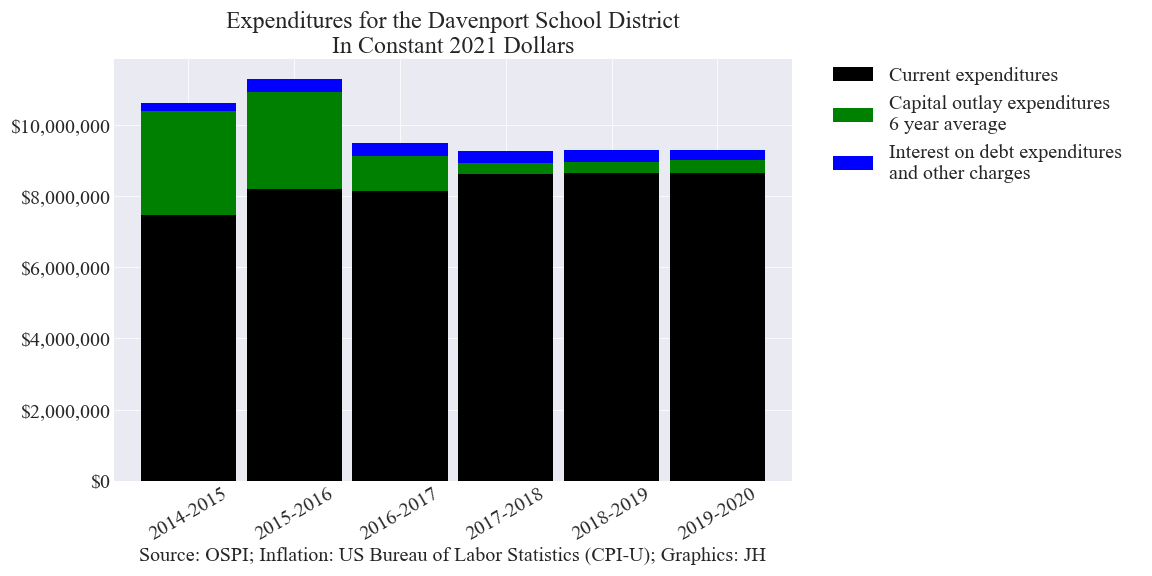 Expenditures for the Davenport School District
In Constant 2021 Dollars
Current expenditures
Capital outlay expenditures
6 year average
Interest on debt expenditures
and other charges
$10,000,000
$8,000,000
$6,000,000
$4,000,000
$2,000,000
$0
2014-2015
2015-2016
2016-2017
2017-2018
2018-2019
2019-2020
Source: OSPI; Inflation: US Bureau of Labor Statistics (CPI-U); Graphics: JH